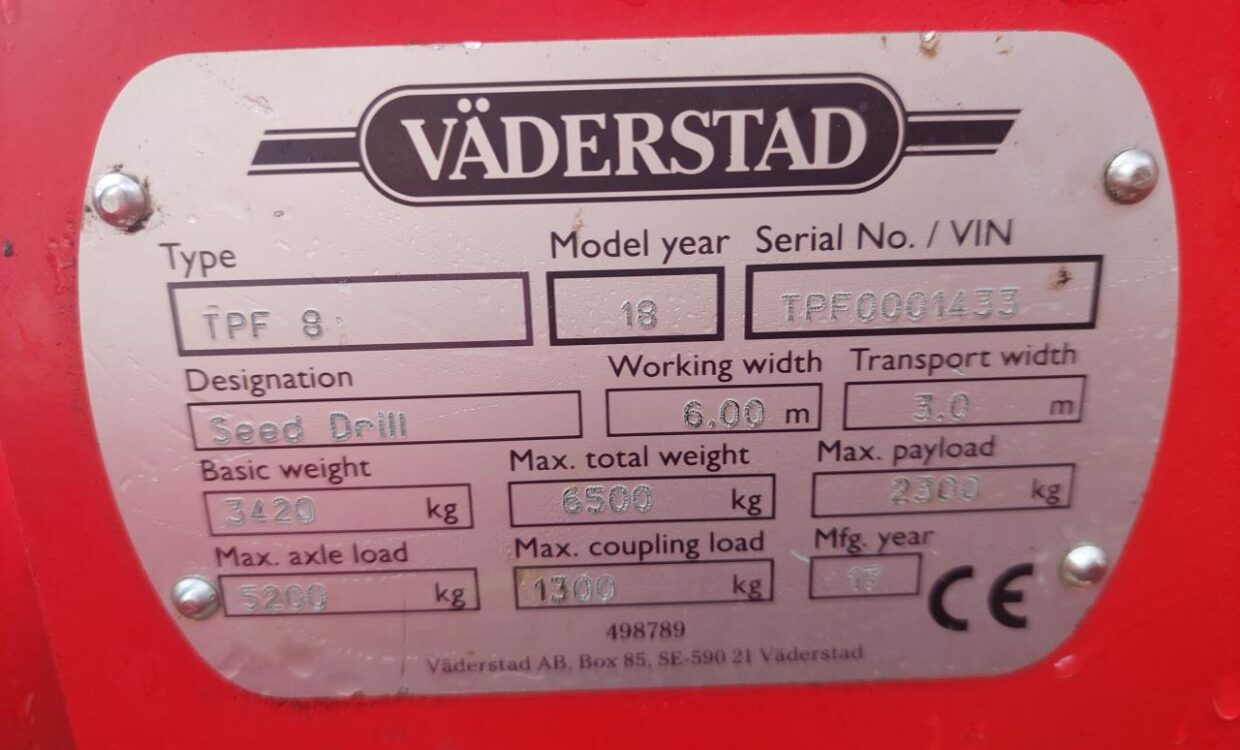 VÄDERSTAD
Type Model year Serial No. / VIN
TPF 8 18 TPF0001433
Designation Working width Transport width
Seed Drill 6,00 m 3.0 m
Basic weight Max. total weight Max. payload
3420 kg 6500 kg 2300 kg
Max. axle load Max. coupling load Mfg. year
5200 kg 1300 kg 17
CE
498789
Väderstad AB, Box 85, SE-590 21 Väderstad